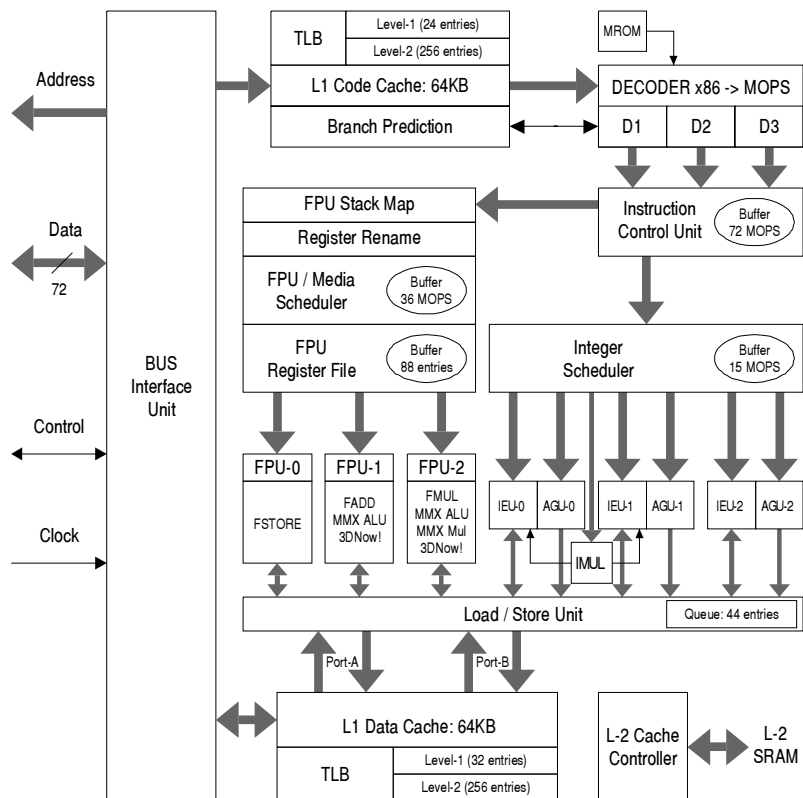 TLB
Level-1 (24 entries)
Level-2 (256 entries)
L1 Code Cache: 64KB
Branch Prediction
MROM
DECODER x86 -> MOPS
D1
D2
D3
Address
Data
72
Control
Clock
BUS
Interface
Unit
FPU Stack Map
Register Rename
FPU / Media
Scheduler
Buffer
36 MOPS
FPU
Register File
Buffer
88 entries
Instruction
Control Unit
Buffer
72 MOPS
Integer
Scheduler
Buffer
15 MOPS
FPU-0
FSTORE
FPU-1
FADD
MMX ALU
3DNow!
FPU-2
FMUL
MMX ALU
MMX Mul
3DNow!
IEU-0
AGU-0
IEU-1
AGU-1
IEU-2
AGU-2
IMUL
Load / Store Unit
Queue: 44 entries
Port-A
Port-B
L1 Data Cache: 64KB
TLB
Level-1 (32 entries)
Level-2 (256 entries)
L-2 Cache
Controller
L-2
SRAM